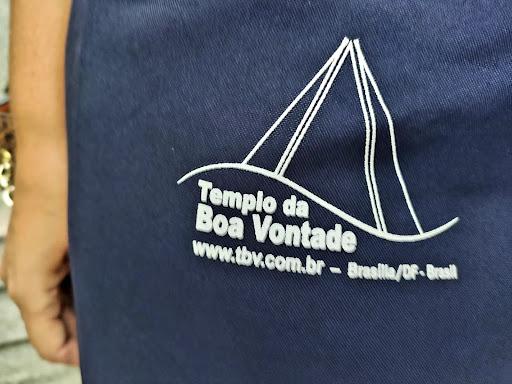 Templo da
Boa Vontade
www.tbv.com.br - Brasília/DF - Brasil